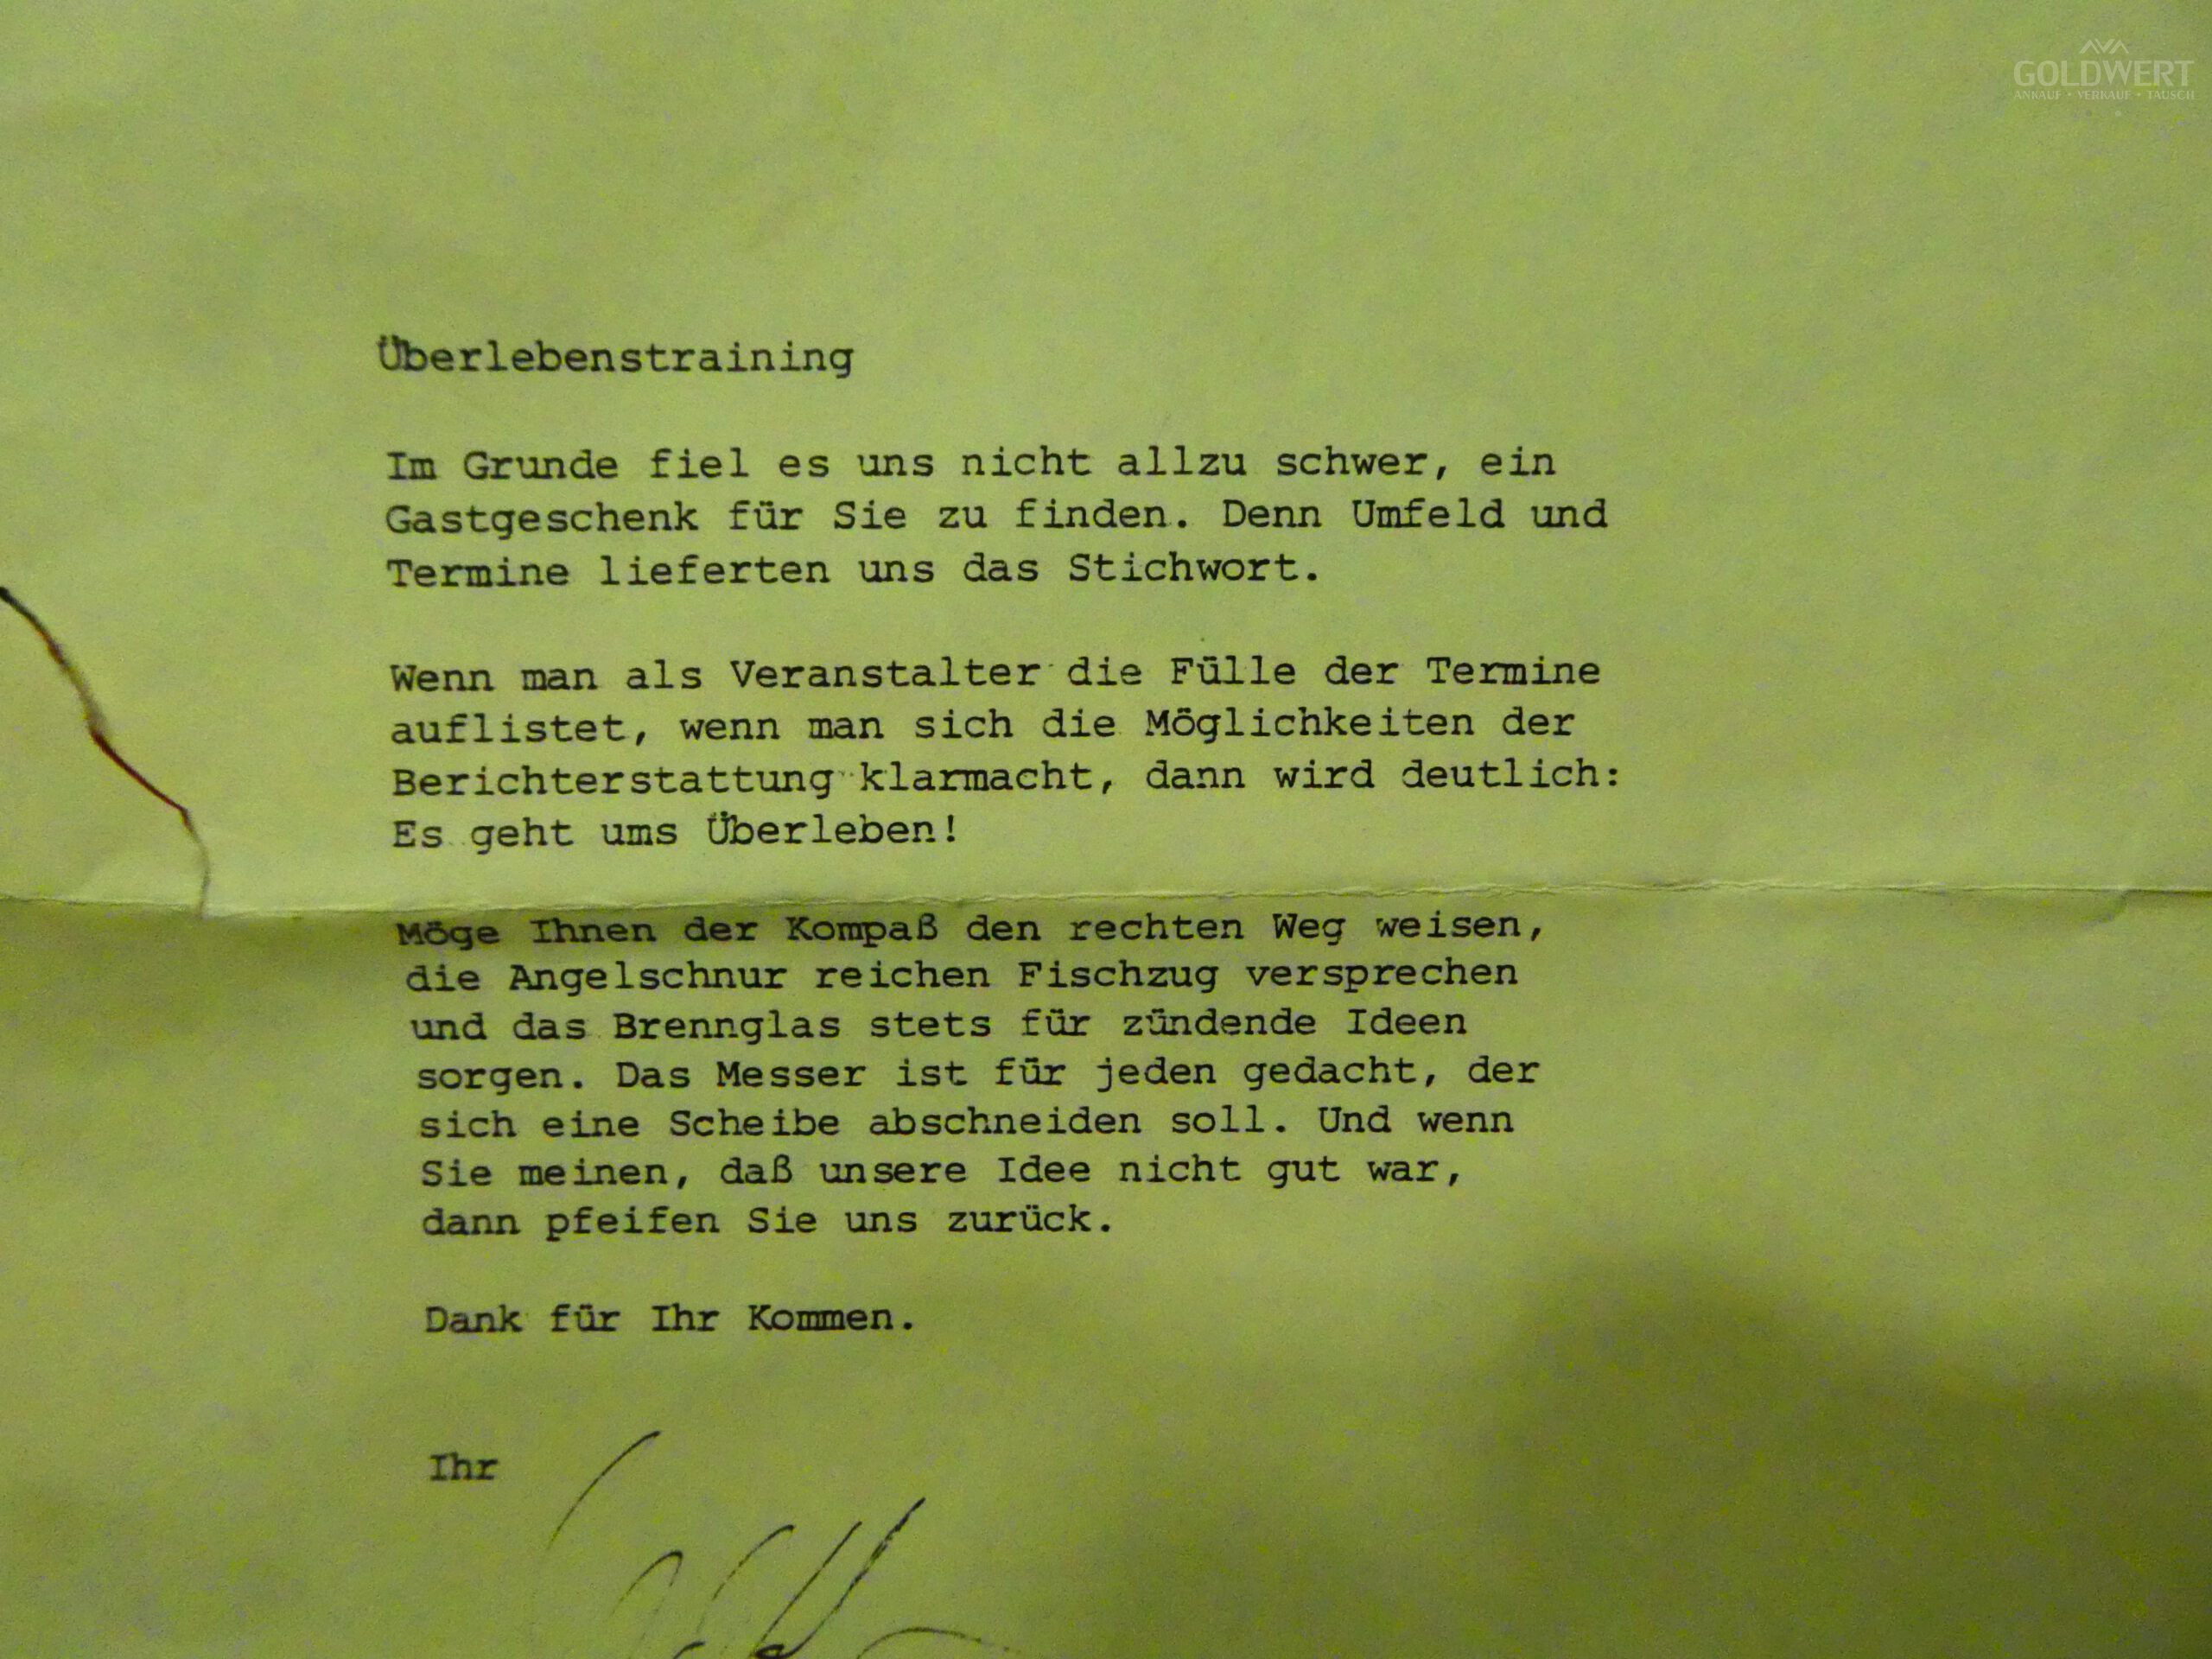 GOLDWERT
ANKAUF • VERKAUF • TAUSCH
Überlebenstraining
Im Grunde fiel es uns nicht allzu schwer, ein
Gastgeschenk für Sie zu finden. Denn Umfeld und
Termine lieferten uns das Stichwort.
Wenn man als Veranstalter die Fülle der Termine
auflistet, wenn man sich die Möglichkeiten der
Berichterstattung klarmacht, dann wird deutlich:
Es geht ums Überleben!
Möge Ihnen der Kompaß den rechten Weg weisen,
die Angelschnur reichen Fischzug versprechen
und das Brennglas stets für zündende Ideen
sorgen. Das Messer ist für jeden gedacht, der
sich eine Scheibe abschneiden soll. Und wenn
Sie meinen, daß unsere Idee nicht gut war,
dann pfeifen Sie uns zurück.
Dank für Ihr Kommen.
Ihr